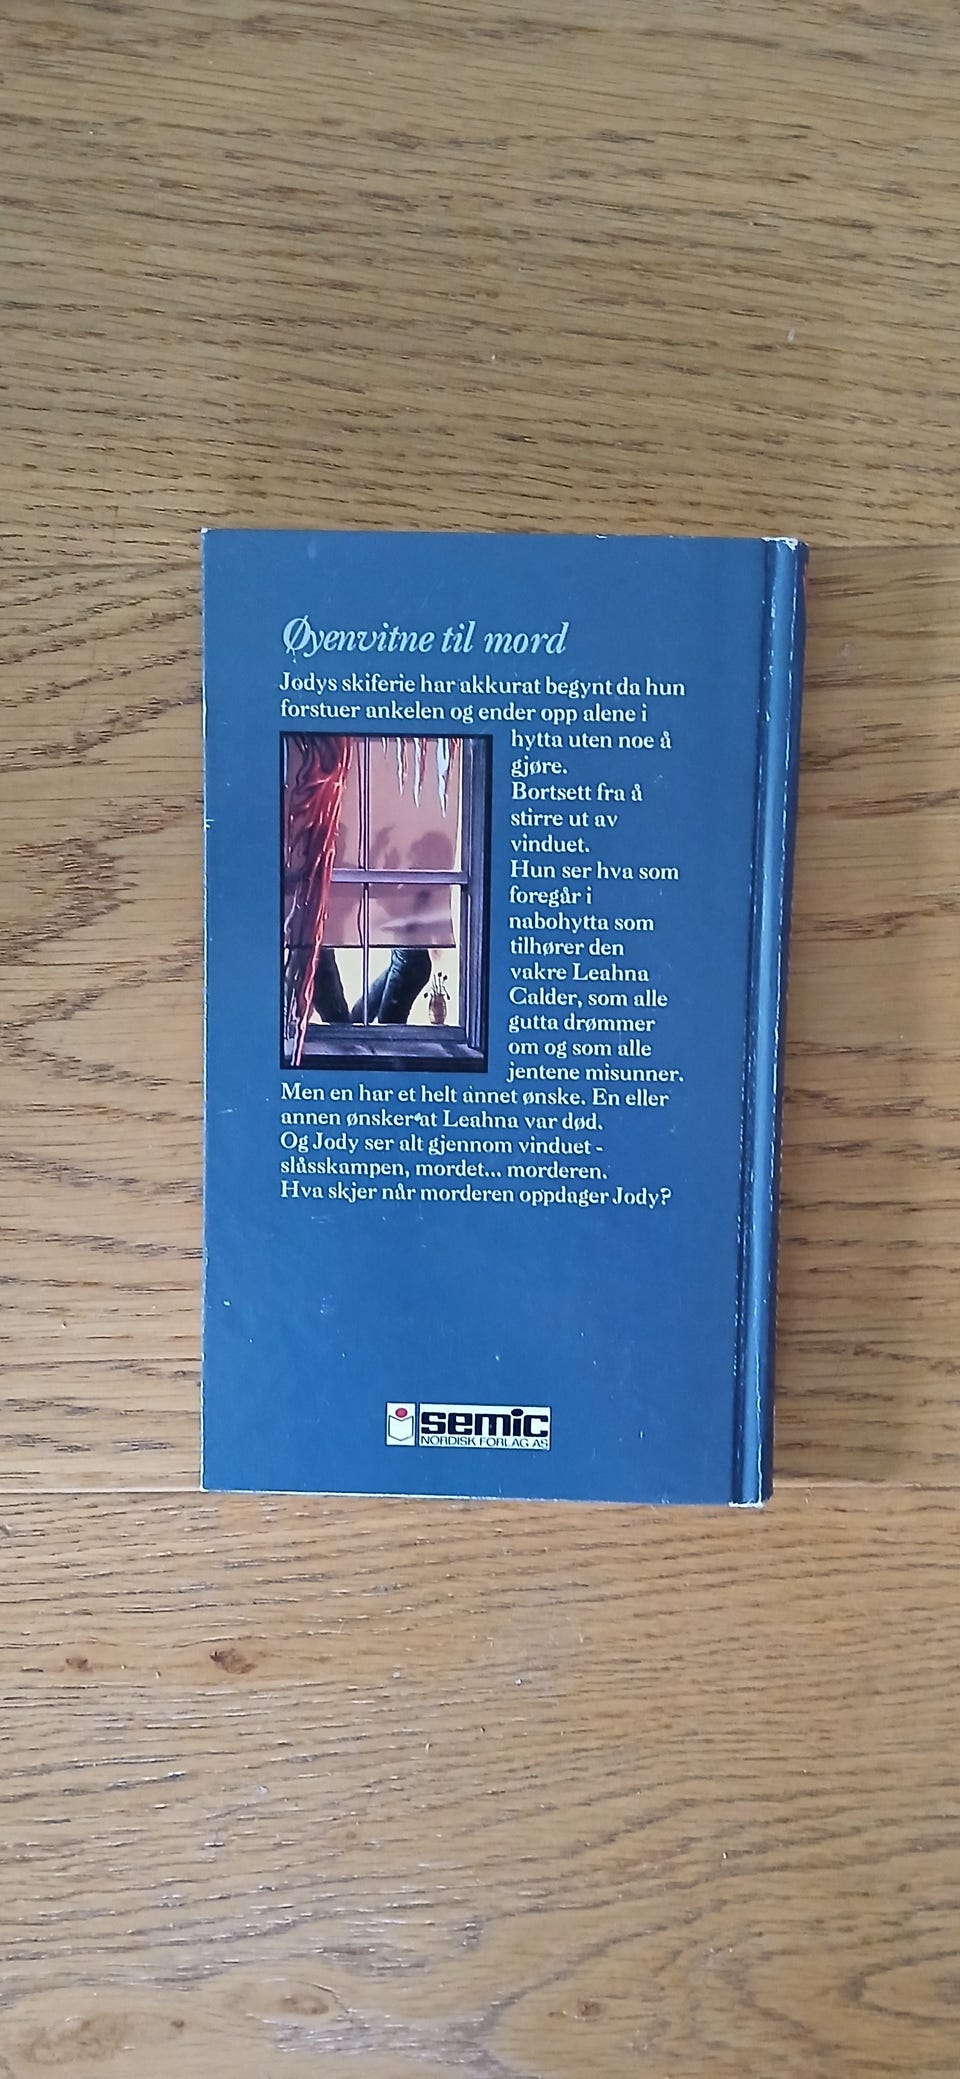 Øyenvitne til mord
Jodys skiferie har akkurat begynt da hun
forstuer ankelen og ender opp alene i
hytta uten noe å
gjøre.
Bortsett fra å
stirre ut av
vinduet.
Hun ser hva som
foregår i
nabohytta som
tilhører den
vakre Leahna
Calder, som alle
gutta drømmer
om og som alle
jentene misunner.
Men en har et helt annet ønske. En eller
annen ønsker at Leahna var død.
Og Jody ser alt gjennom vinduet -
slåsskampen, mordet... morderen.
Hva skjer når morderen oppdager Jody?
semic
NORDISK FORLAG AS